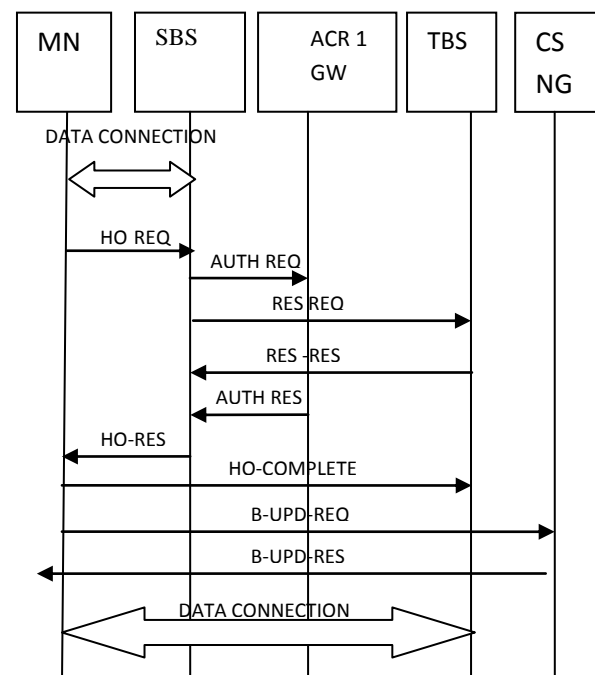 MN
SBS
ACR 1
GW
TBS
CS
NG
DATA CONNECTION
HO REQ
AUTH REQ
RES REQ
RES -RES
AUTH RES
HO-RES
HO-COMPLETE
B-UPD-REQ
B-UPD-RES
DATA CONNECTION